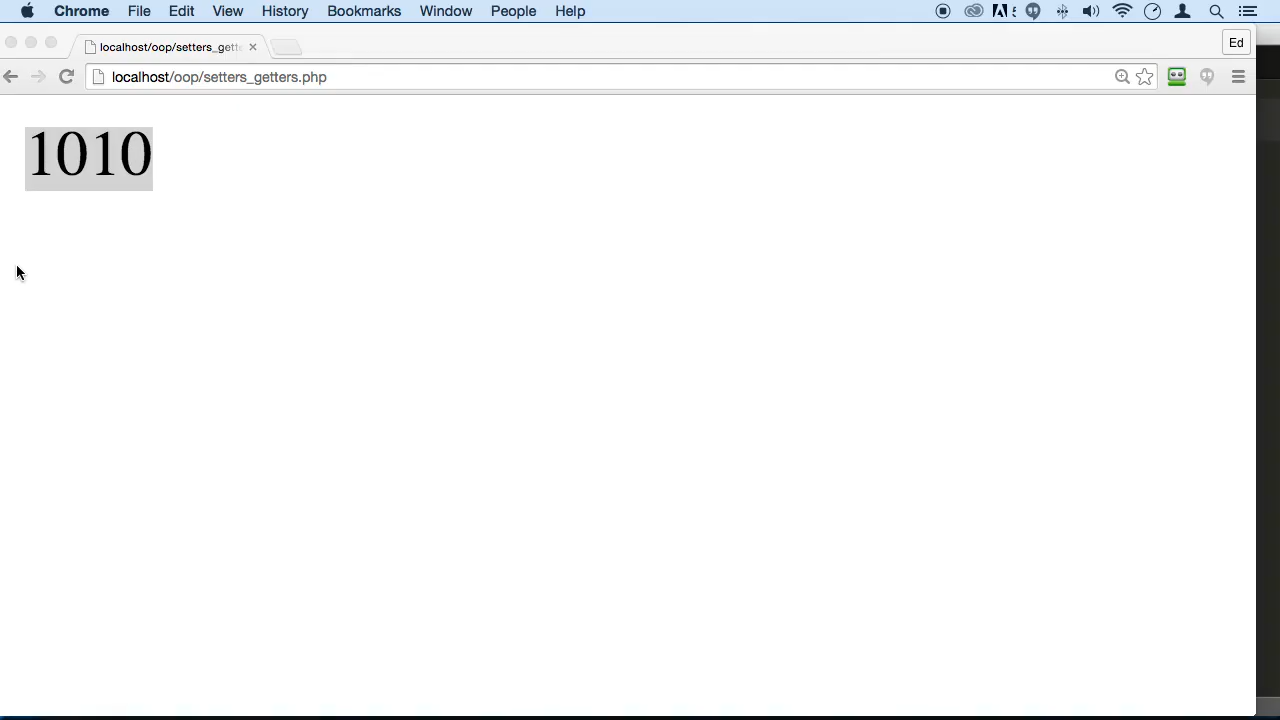 Chrome File Edit View History Bookmarks Window People Help
localhost/oop/setters_gett
Ed
localhost/oop/setters_getters.php
1010